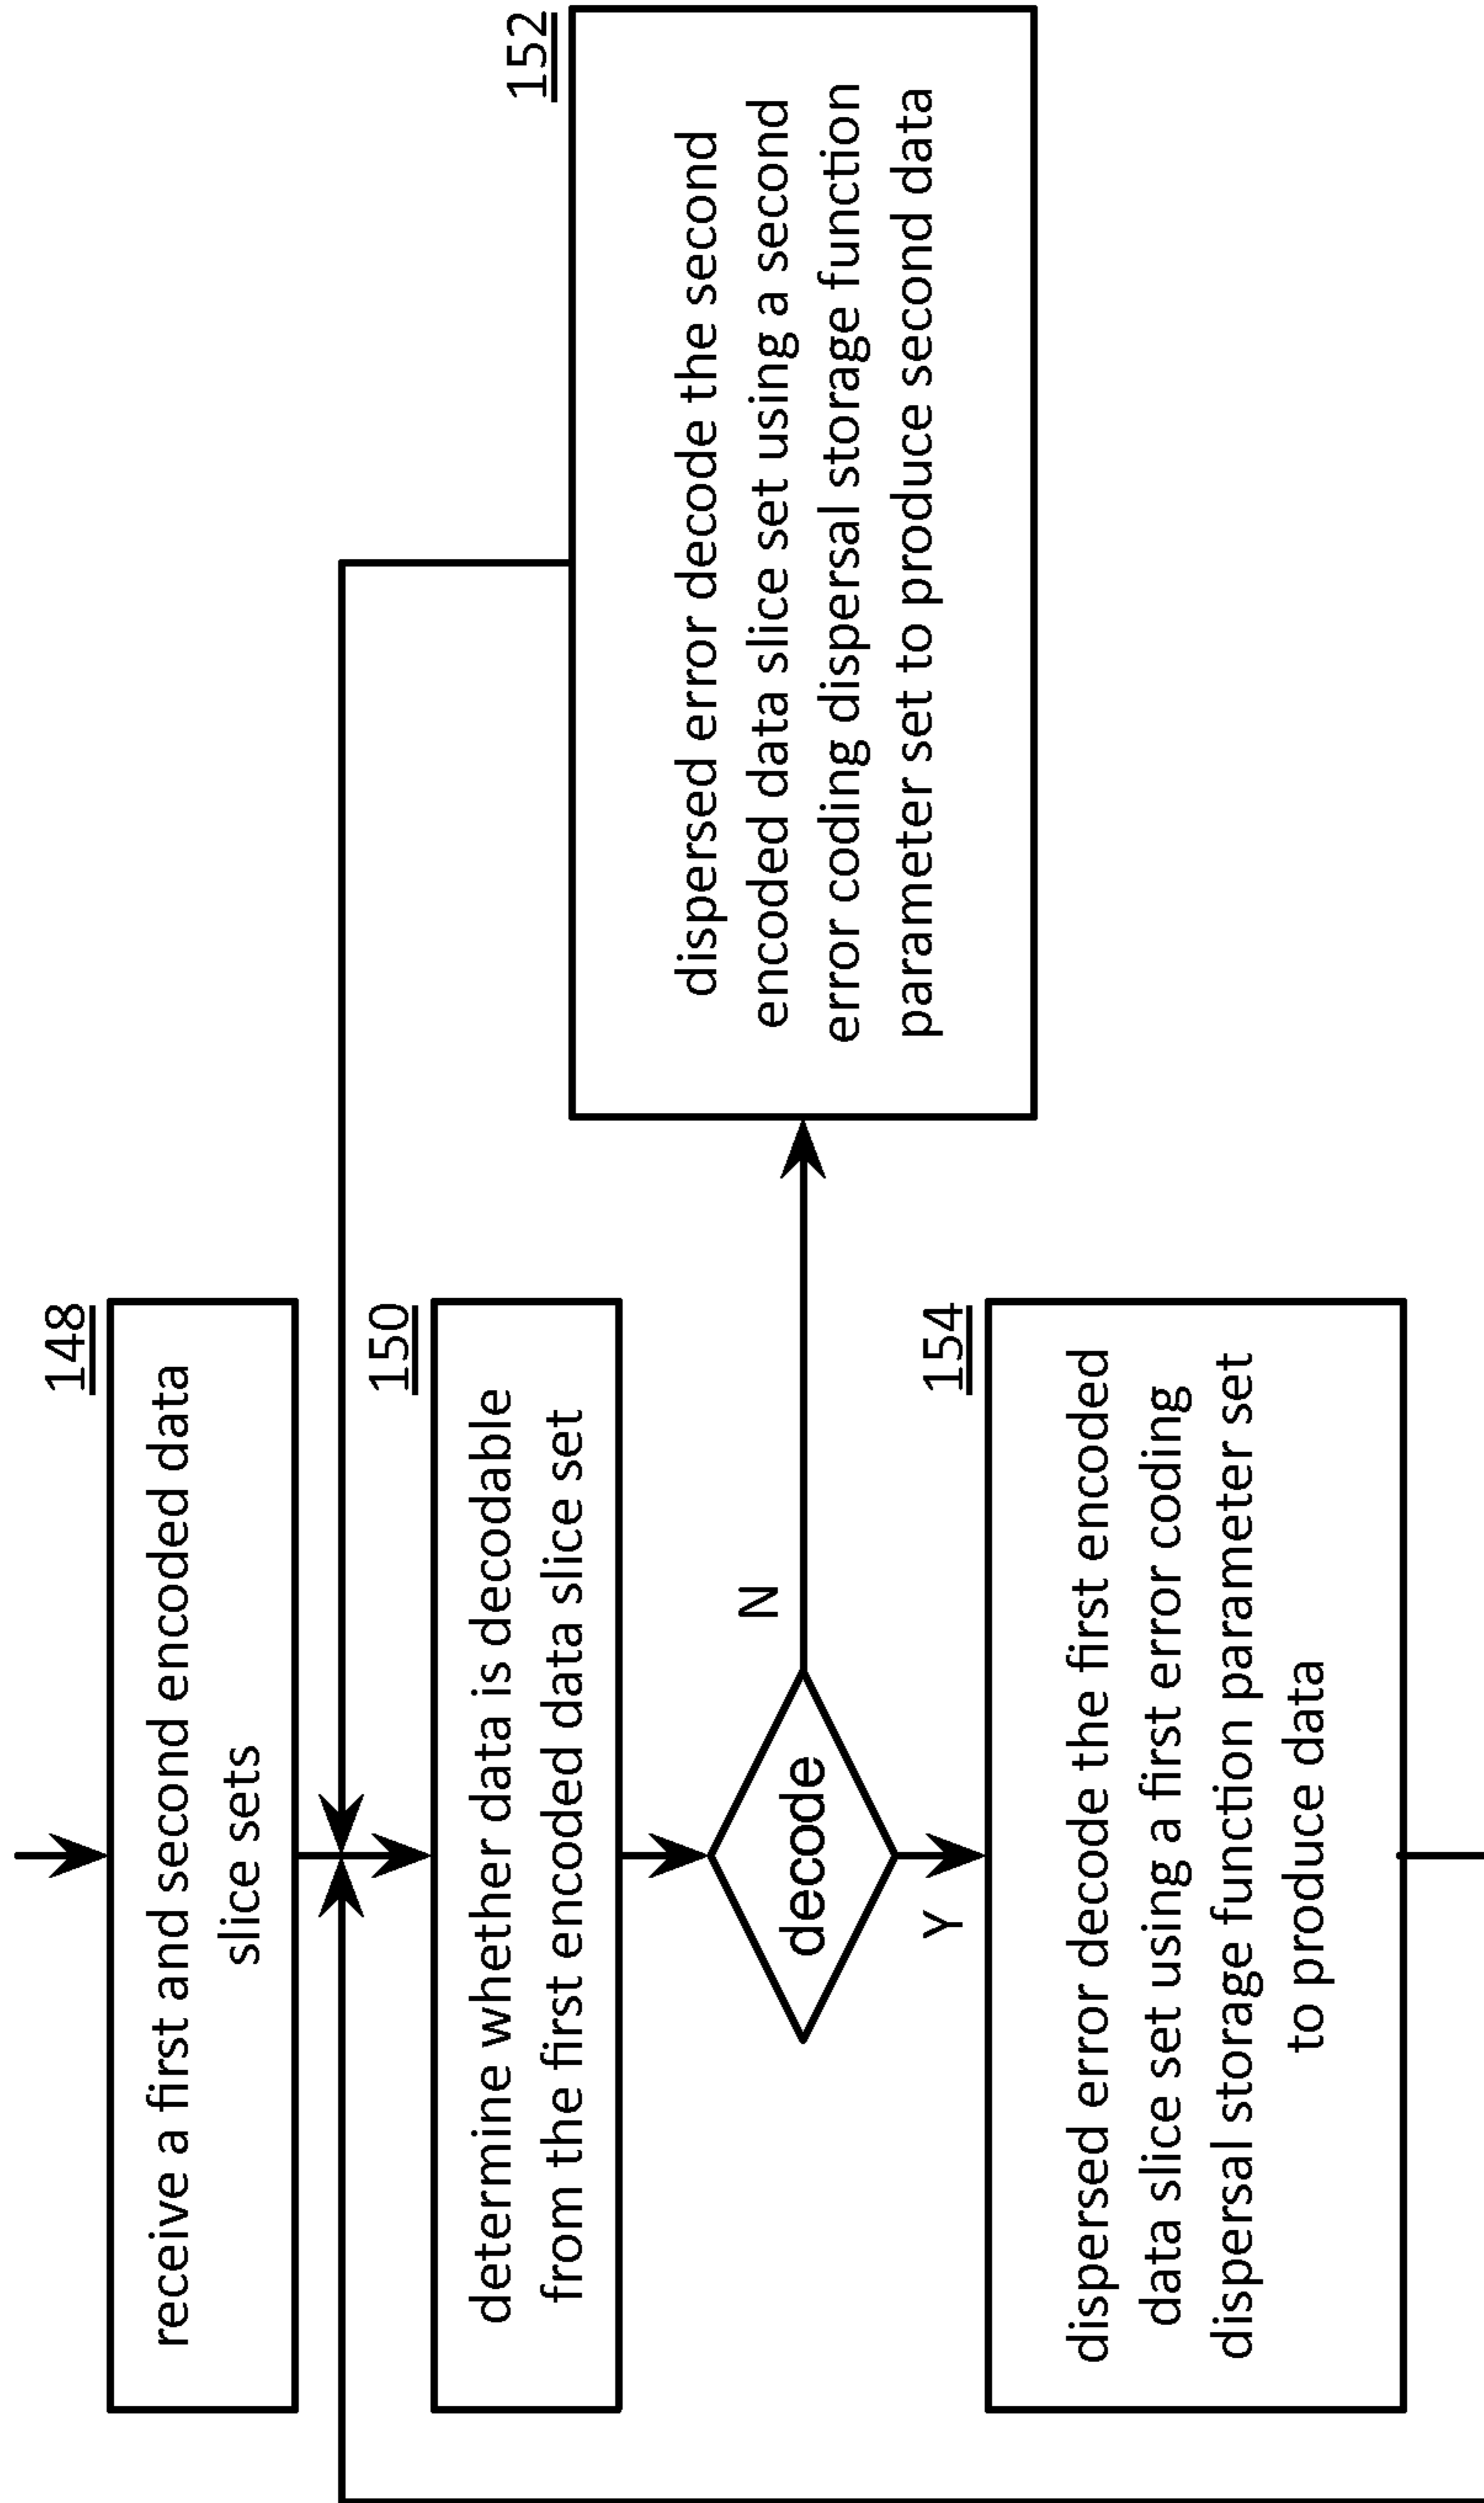 148
receive a first and second encoded data
slice sets
150
determine whether data is decodable
from the first encoded data slice set
decode
N
152
dispersed error decode the second
encoded data slice set using a second
error coding dispersal storage function
parameter set to produce second data
Y
154
dispersed error decode the first encoded
data slice set using a first error coding
dispersal storage function parameter set
to produce data